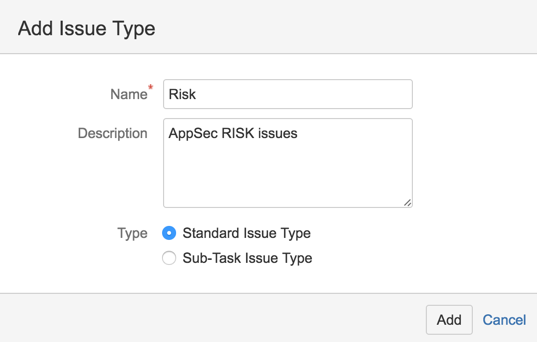 Add Issue Type
Name* Risk
Description AppSec RISK issues
Type Standard Issue Type
Sub-Task Issue Type
Add Cancel